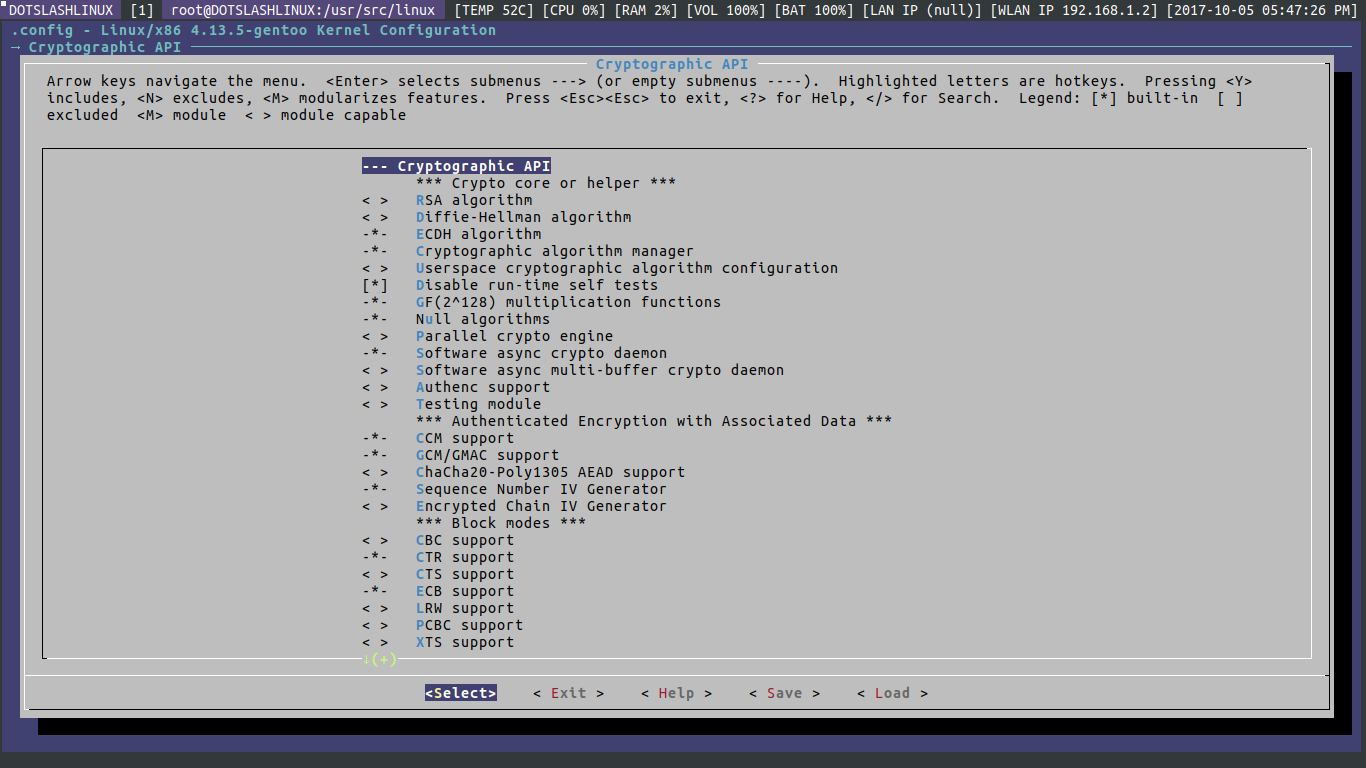 DOTSLASHLINUX [1] root@DOTSLASHLINUX:/usr/src/linux [TEMP 52C] [CPU 0%] [RAM 2%] [VOL 100%] [BAT 100%] [LAN IP (null)] [WLAN IP 192.168.1.2] [2017-10-05 05:47:26 PM]
.config - Linux/x86 4.13.5-gentoo Kernel Configuration
→ Cryptographic API
Cryptographic API
Arrow keys navigate the menu.  <Enter> selects submenus ---> (or empty submenus ----).  Highlighted letters are hotkeys.  Pressing <Y>
includes, <N> excludes, <M> modularizes features.  Press <Esc><Esc> to exit, <?> for Help, </> for Search.  Legend: [*] built-in  [ ]
excluded  <M> module  < > module capable
--- Cryptographic API
*** Crypto core or helper ***
< >   RSA algorithm
< >   Diffie-Hellman algorithm
-*-   ECDH algorithm
-*-   Cryptographic algorithm manager
< >   Userspace cryptographic algorithm configuration
[*]   Disable run-time self tests
-*-   GF(2^128) multiplication functions
-*-   Null algorithms
< >   Parallel crypto engine
-*-   Software async crypto daemon
< >   Software async multi-buffer crypto daemon
< >   Authenc support
< >   Testing module
*** Authenticated Encryption with Associated Data ***
-*-   CCM support
-*-   GCM/GMAC support
< >   ChaCha20-Poly1305 AEAD support
-*-   Sequence Number IV Generator
< >   Encrypted Chain IV Generator
*** Block modes ***
< >   CBC support
-*-   CTR support
< >   CTS support
-*-   ECB support
< >   LRW support
< >   PCBC support
< >   XTS support
↕(+)
<Select>    < Exit >    < Help >    < Save >    < Load >